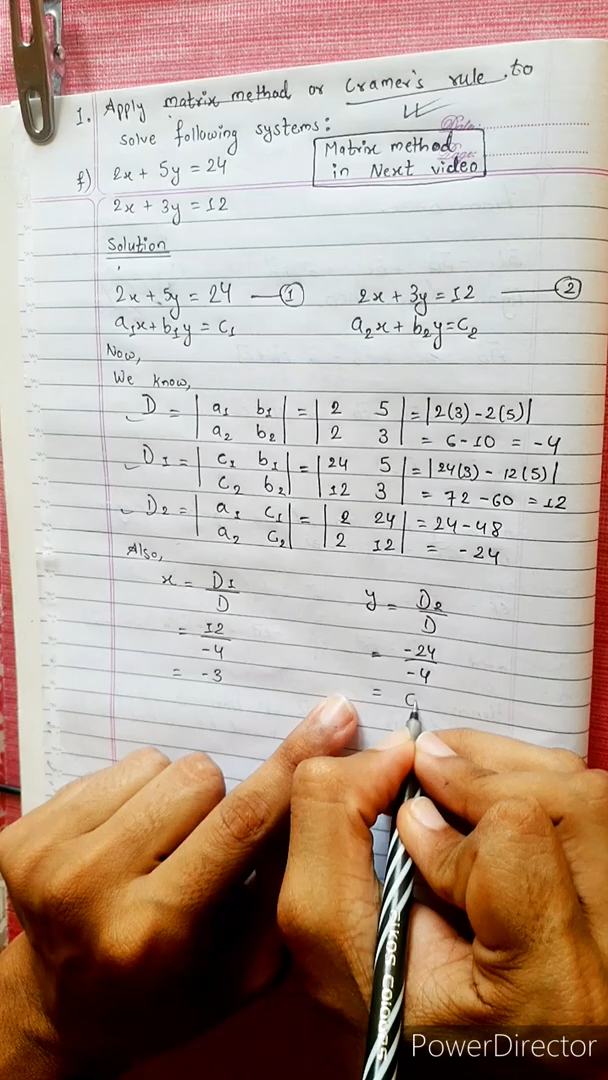 1. Apply matrix method or Cramer's rule to
solve following systems:
Matrix method
in Next video
f) 2x + 5y = 24
2x + 3y = 12
Solution
2x + 5y = 24 — ① 2x + 3y = 12 — ②
a₁x + b₁y = c₁ a₂x + b₂y = c₂
Now,
We know,
D = | a₁ b₁ | = | 2 5 | = |2(3) - 2(5)|
| a₂ b₂ | | 2 3 | = 6 - 10 = -4
D₁ = | c₁ b₁ | = | 24 5 | = |24(3) - 12(5)|
| c₂ b₂ | | 12 3 | = 72 - 60 = 12
D₂ = | a₁ c₁ | = | 2 24 | = 24 - 48
| a₂ c₂ | | 2 12 | = -24
Also,
x = D₁/D y = D₂/D
= 12/-4 = -24/-4
= -3 =
PowerDirector